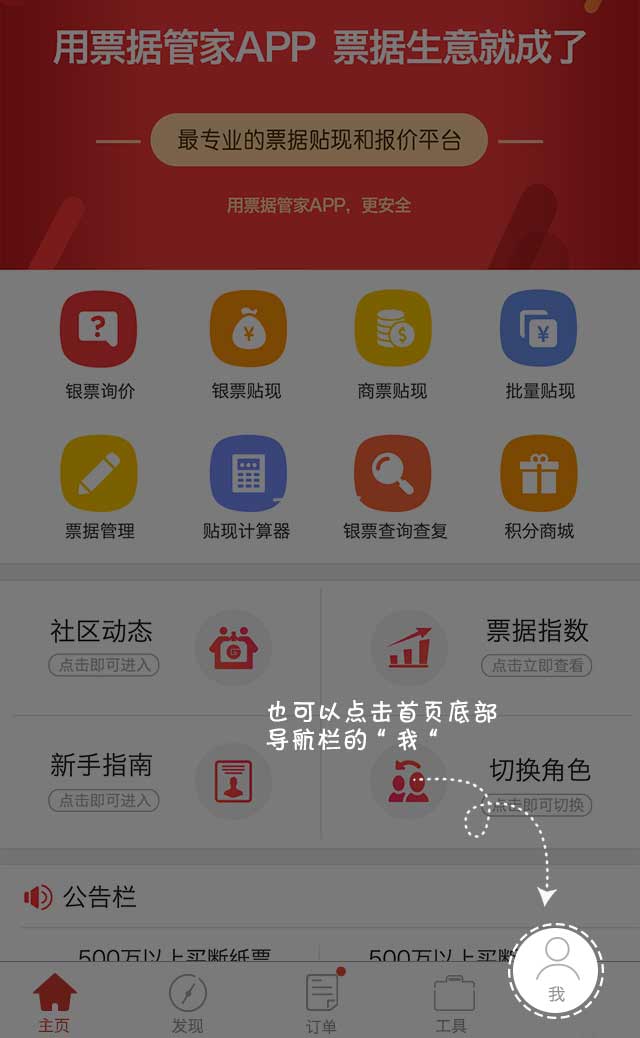 用票据管家APP 票据生意就成了
最专业的票据贴现和报价平台
用票据管家APP，更安全
银票询价
银票贴现
商票贴现
批量贴现
票据管理
贴现计算器
银票查询查复
积分商城
社区动态
点击即可进入
票据指数
点击立即查看
也可以点击首页底部
导航栏的“我“
新手指南
点击即可进入
切换角色
点击即可切换
公告栏
500万以上买断纸票
500万以上买断
主页
发现
订单
工具
我